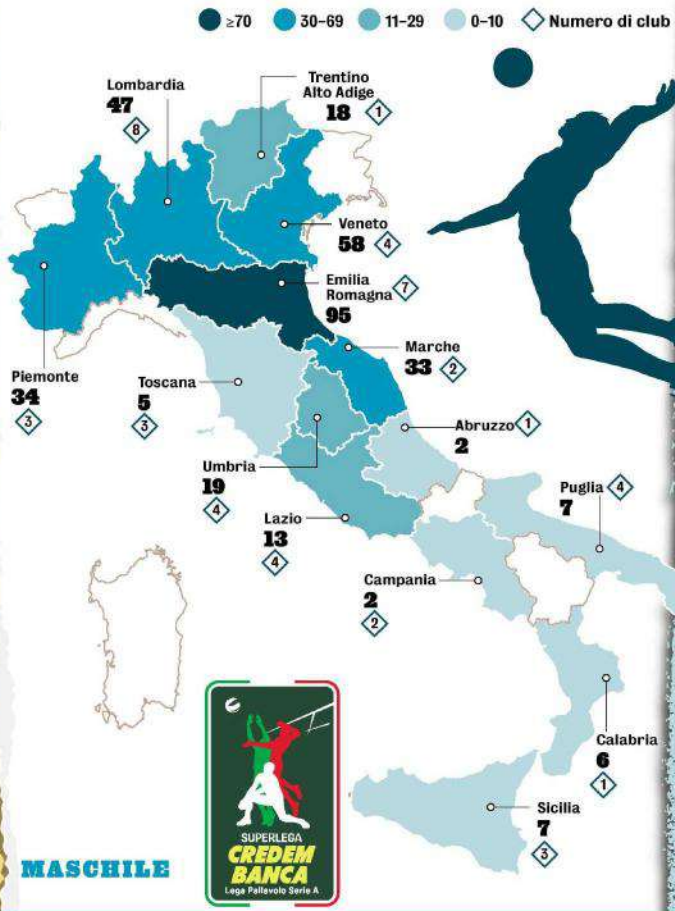 ≥70 30–69 11–29 0–10 Numero di club
Lombardia
47
8
Trentino
Alto Adige
18 1
Veneto
58 4
Emilia
Romagna 7
95
Marche
33 2
Piemonte
34
3
Toscana
5
3
Abruzzo 1
2
Umbria
19
4
Puglia 4
7
Lazio
13
4
Campania
2
2
Calabria
6
1
Sicilia
7
3
SUPERLEGA
CREDEM
BANCA
Lega Pallavolo Serie A
MASCHILE